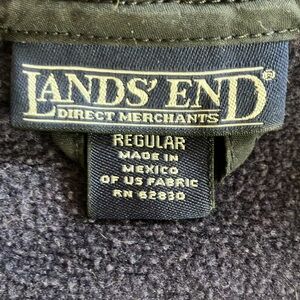 LANDS' END®
DIRECT MERCHANTS
REGULAR
MADE IN
MEXICO
OF US FABRIC
RN 62830